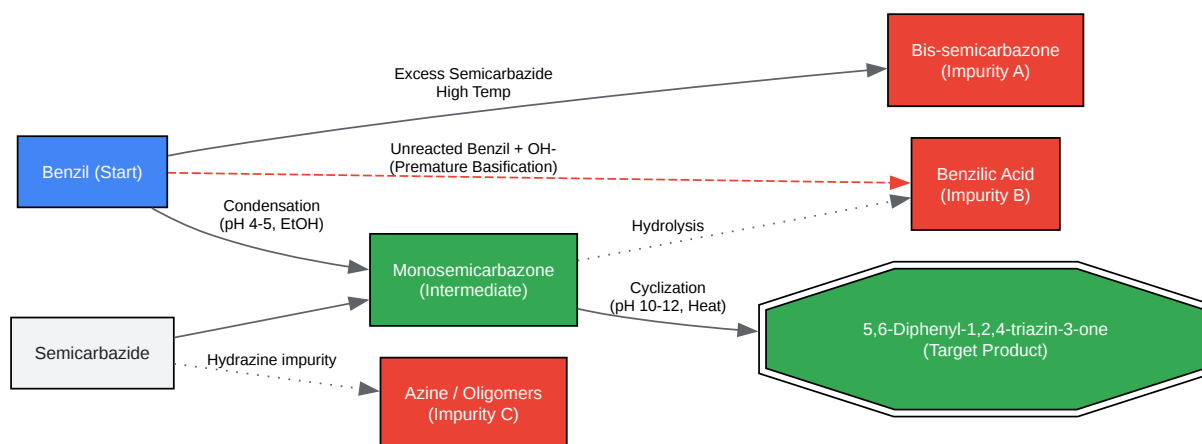 Bis-semicarbazone
(Impurity A)
Excess Semicarbazide
High Temp
Unreacted Benzil + OH-
(Premature Basification)
Benzil (Start)
Benzilic Acid
(Impurity B)
Condensation
(pH 4-5, EtOH)
Hydrolysis
Monosemicarbazone
(Intermediate)
Cyclization
(pH 10-12, Heat)
5,6-Diphenyl-1,2,4-triazin-3-one
(Target Product)
Semicarbazide
Hydrazine impurity
Azine / Oligomers
(Impurity C)